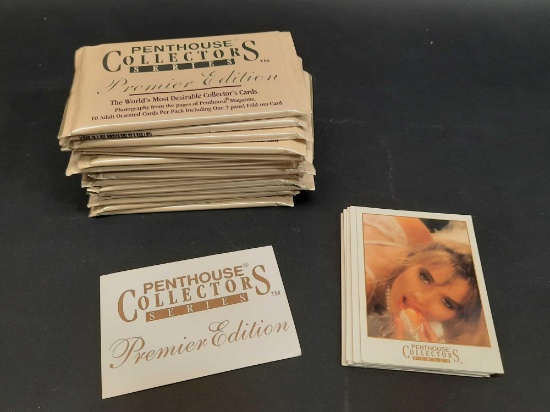 PENTHOUSE
COLLECTORS
SERIES TM
Premier Edition
The World's Most Desirable Collector's Cards.
Photography from the pages of Penthouse® Magazine.
10 Adult Oriented Cards Per Pack Including One 3 panel Fold-out Card
PENTHOUSE®
COLLECTORS
SERIES TM
Premier Edition
PENTHOUSE
COLLECTORS
SERIES